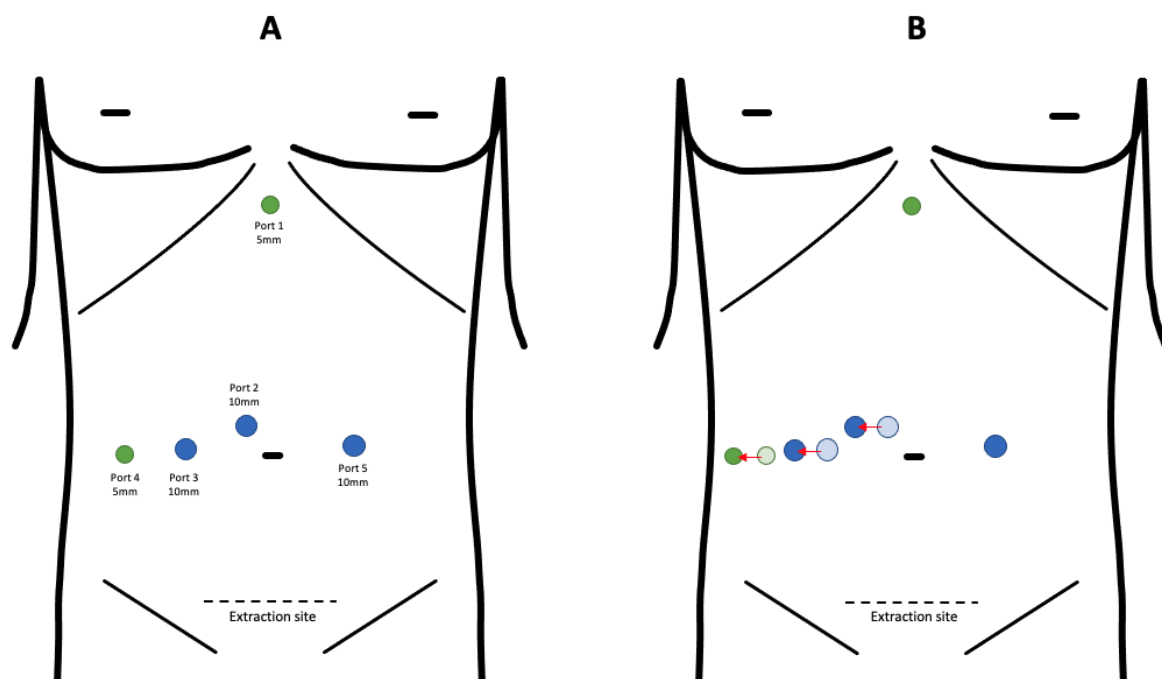 A
B
Port 1
5mm
Port 2
10mm
Port 4
5mm
Port 3
10mm
Port 5
10mm
Extraction site
Extraction site